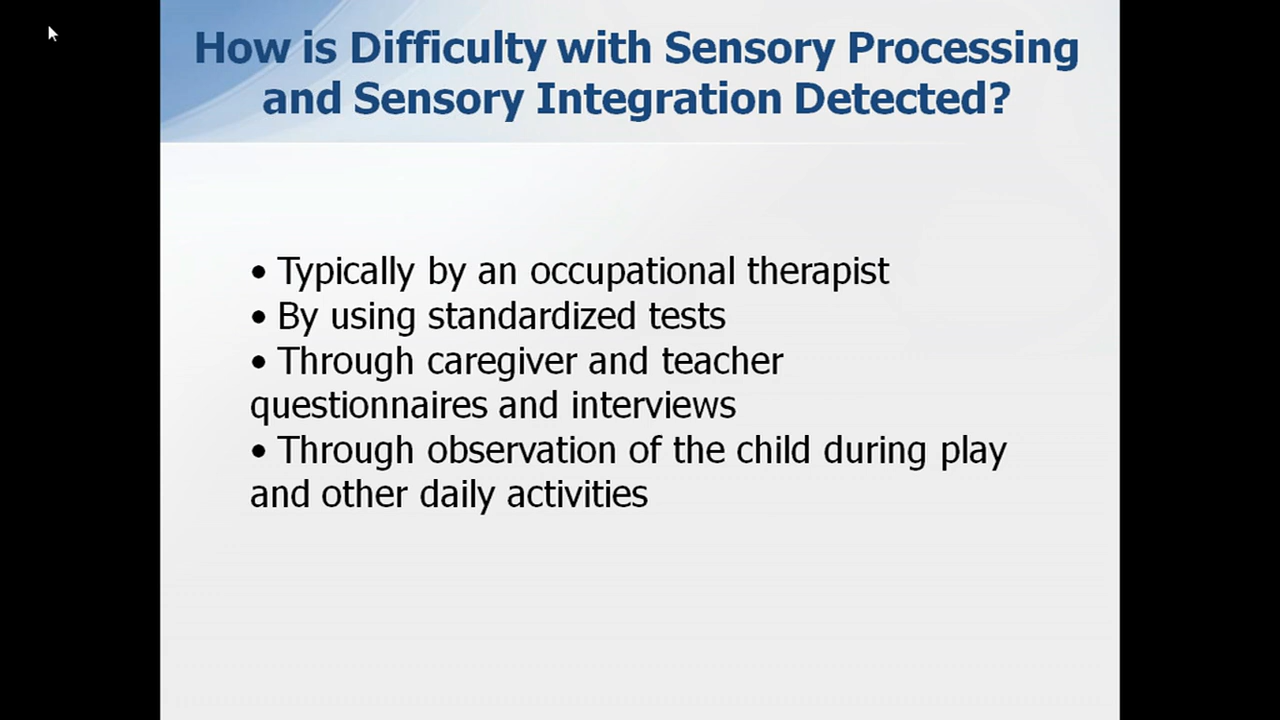 How is Difficulty with Sensory Processing
and Sensory Integration Detected?
• Typically by an occupational therapist
• By using standardized tests
• Through caregiver and teacher
questionnaires and interviews
• Through observation of the child during play
and other daily activities